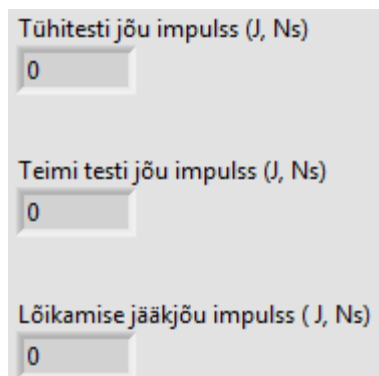 Tühitesti jõu impulss (J, Ns)
0
Teimi testi jõu impulss (J, Ns)
0
Lõikamise jääkjõu impulss ( J, Ns)
0